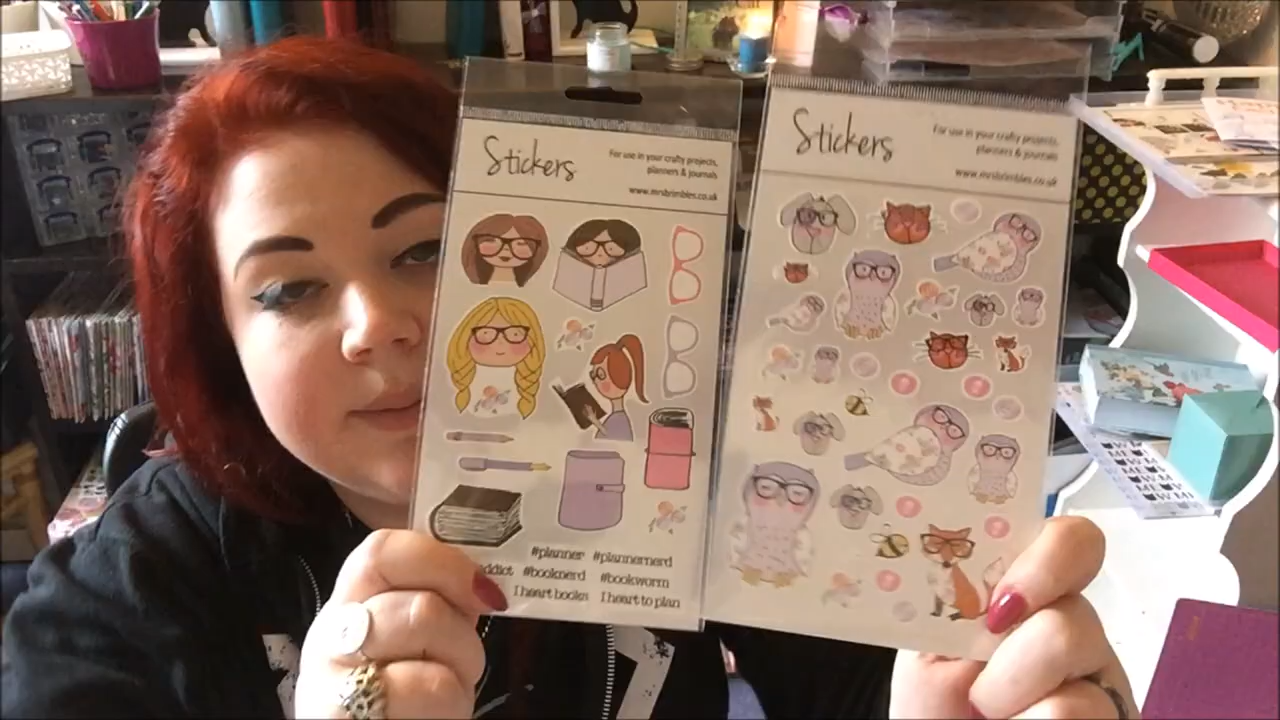 Stickers
For use in your crafty projects,
planners & journals
www.mrsbrimbles.co.uk
#planner #plannernerd
addict #booknerd #bookworm
I heart books I heart to plan
Stickers
For use in your crafty projects,
planners & journals
www.mrsbrimbles.co.uk